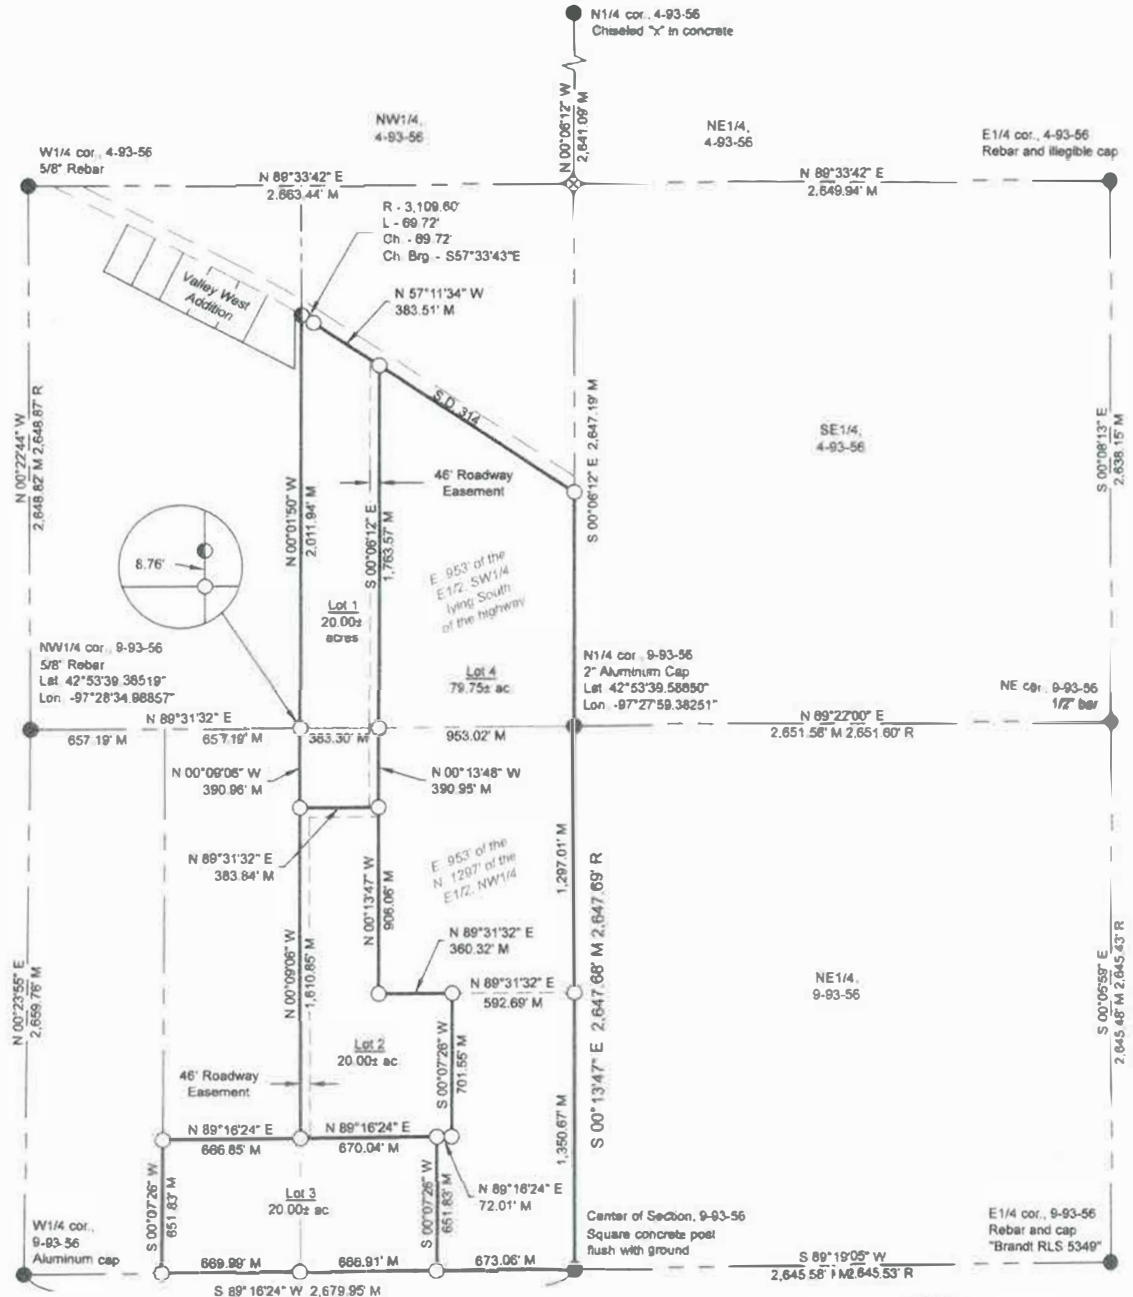 N1/4 cor., 4-93-56
Chiseled "x" in concrete
N 00°06'12" W
2,641.09' M
NW1/4,
4-93-56
NE1/4,
4-93-56
W1/4 cor., 4-93-56
5/8" Rebar
E1/4 cor., 4-93-56
Rebar and illegible cap
N 89°33'42" E
2,663.44' M
N 89°33'42" E
2,649.94' M
R - 3,109.60'
L - 69.72'
Ch. - 69.72'
Ch. Brg - S57°33'43"E
Valley West
Addition
N 57°11'34" W
383.51' M
S.D. 314
N 00°22'44" W
2,648.82' M 2,648.87' R
N 00°01'50" W
2,011.94' M
46' Roadway
Easement
S 00°06'12" E
1,763.57' M
S 00°06'12" E 2,647.19' M
SE1/4,
4-93-56
S 00°08'13" E
2,638.15' M
8.76'
E. 953' of the
E1/2, SW1/4
lying South
of the highway
Lot 1
20.00± acres
Lot 4
79.75± ac
NW1/4 cor., 9-93-56
5/8" Rebar
Lat 42°53'39.38519"
Lon. -97°28'34.98857"
N1/4 cor., 9-93-56
2" Aluminum Cap
Lat 42°53'39.58850"
Lon. -97°27'59.38251"
NE cor., 9-93-56
1/2" bar
N 89°31'32" E
657.19' M
657.19' M
383.30' M
953.02' M
N 89°22'00" E
2,651.56' M 2,651.60' R
N 00°09'06" W
390.96' M
N 00°13'48" W
390.95' M
N 89°31'32" E
383.84' M
E. 953' of the
N. 1297' of the
E1/2, NW1/4
N 00°13'47" W
906.06' M
1,297.01' M
S 00°13'47" E 2,647.68' M 2,647.69' R
N 89°31'32" E
360.32' M
N 89°31'32" E
592.69' M
NE1/4,
9-93-56
N 00°23'55" E
2,659.76' M
N 00°09'06" W
1,610.85' M
S 00°05'59" E
2,645.48' M 2,645.43' R
Lot 2
20.00± ac
S 00°07'26" W
701.55' M
46' Roadway
Easement
1,350.67' M
N 89°16'24" E
666.85' M
N 89°16'24" E
670.04' M
N 89°16'24" E
72.01' M
S 00°07'26" W
651.83' M
Lot 3
20.00± ac
S 00°07'26" W
651.83' M
W1/4 cor.,
9-93-56
Aluminum cap
Center of Section, 9-93-56
Square concrete post
flush with ground
E1/4 cor., 9-93-56
Rebar and cap
"Brandt RLS 5349"
669.99' M
666.91' M
673.06' M
S 89°16'24" W 2,679.95' M
S 89°19'05" W
2,645.58' M 2,645.53' R